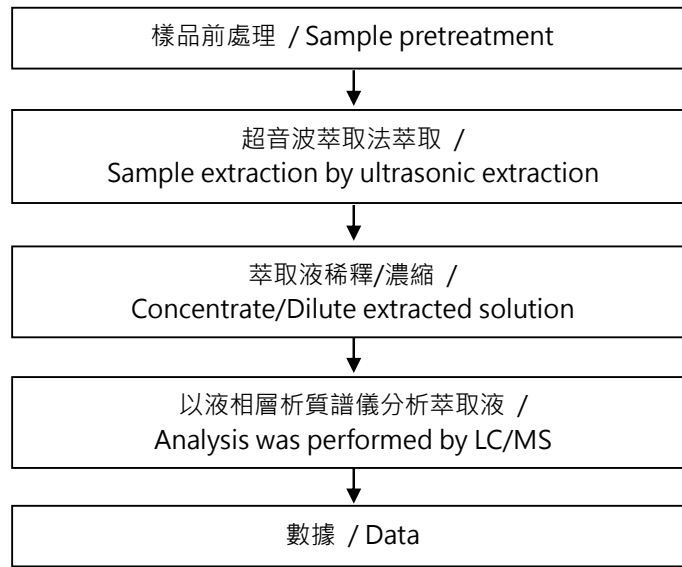 樣品前處理 / Sample pretreatment
超音波萃取法萃取 /
Sample extraction by ultrasonic extraction
萃取液稀釋/濃縮 /
Concentrate/Dilute extracted solution
以液相層析質譜儀分析萃取液 /
Analysis was performed by LC/MS
數據 / Data